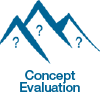 ? ? ?
Concept
Evaluation